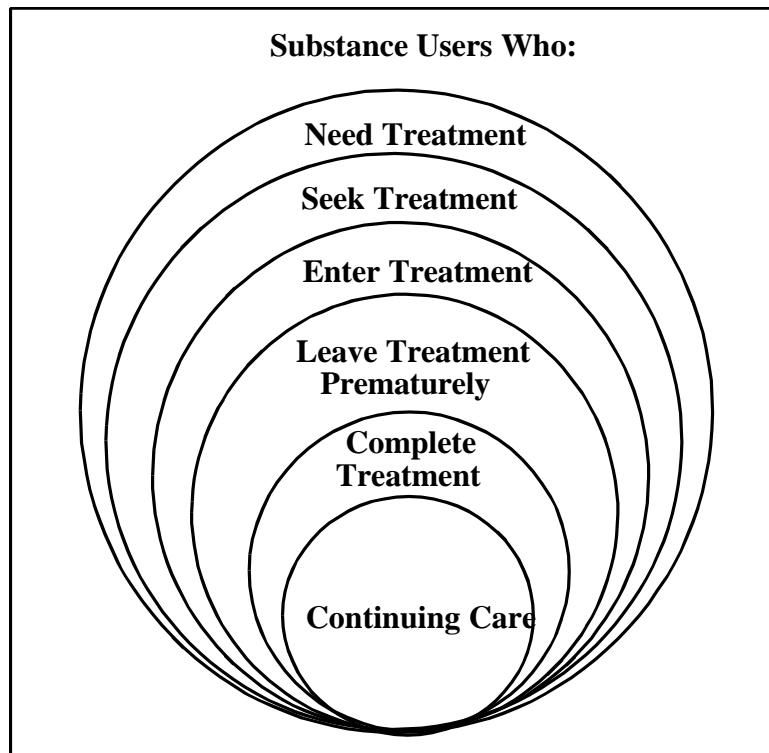 Substance Users Who:
Need Treatment
Seek Treatment
Enter Treatment
Leave Treatment
Prematurely
Complete
Treatment
Continuing Care